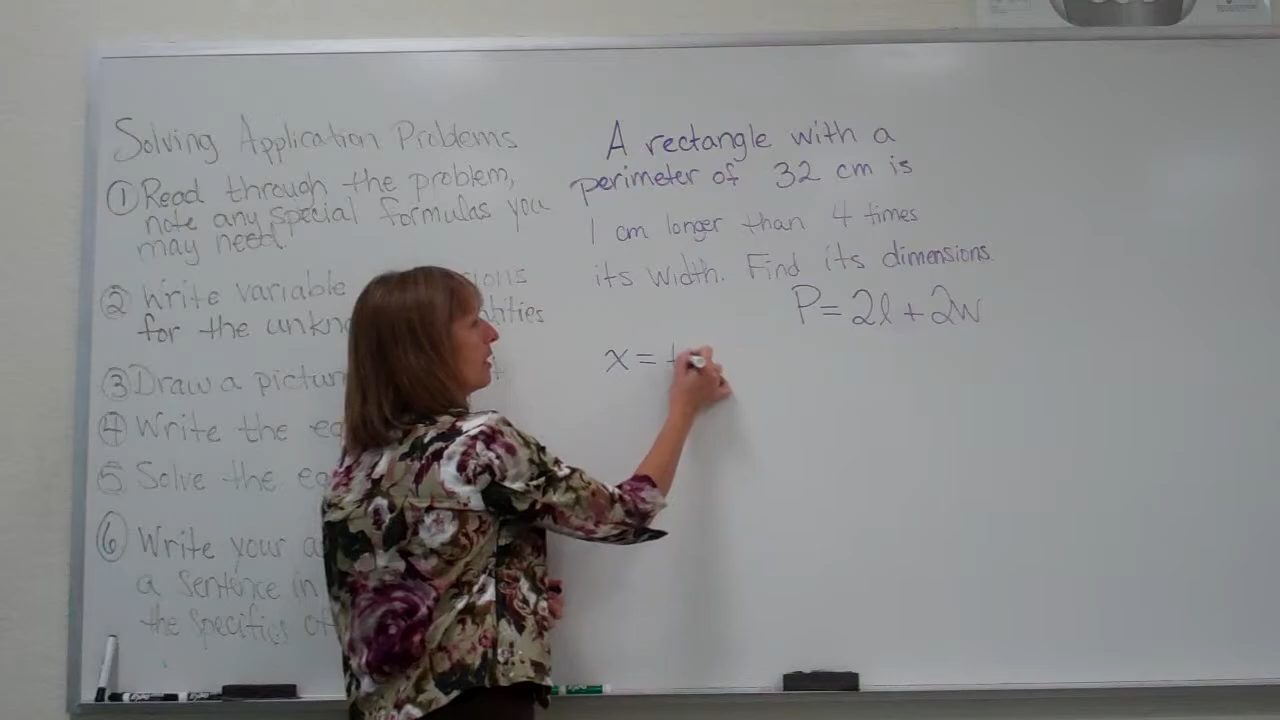 Solving Application Problems
① Read through the problem,
note any special formulas you
may need.
② Write variable
for the
③ Draw a
④ Write the
⑤ Solve the
⑥ Write your
a sentence in
the specifics of
A rectangle with a
perimeter of 32 cm is
1 cm longer than 4 times
its width. Find its dimensions.
P=2l+2w
x=